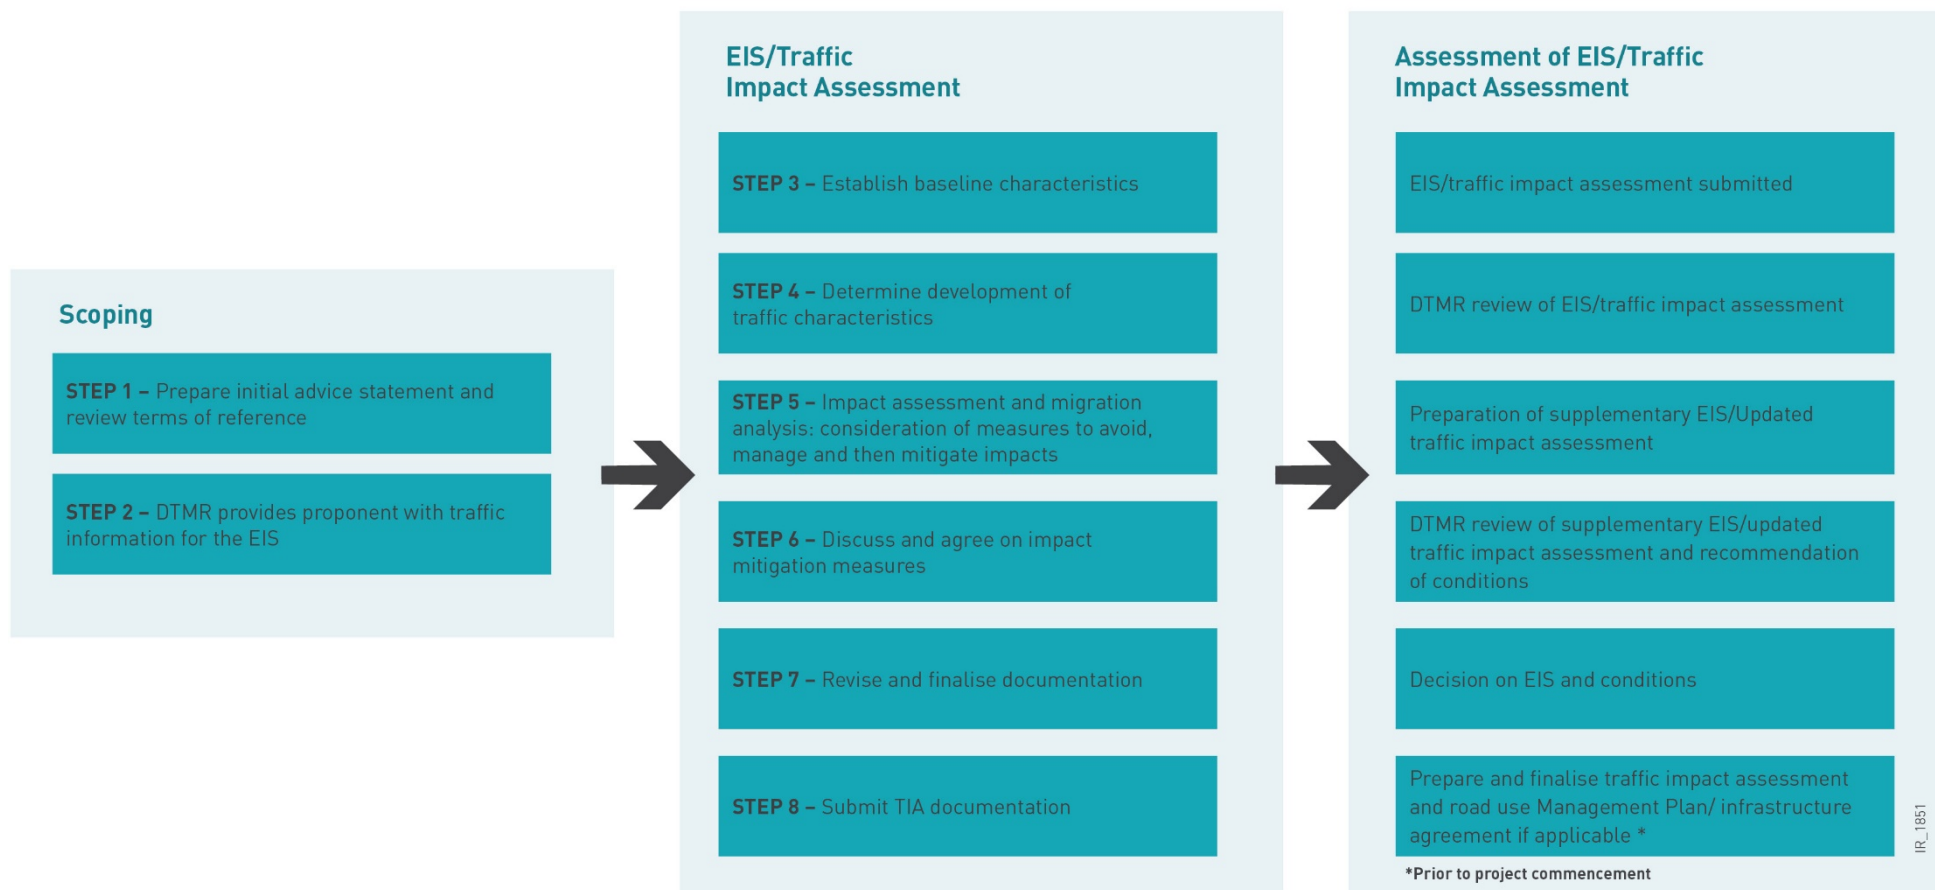 Scoping
STEP 1 – Prepare initial advice statement and
review terms of reference
STEP 2 – DTMR provides proponent with traffic
information for the EIS
EIS/Traffic
Impact Assessment
STEP 3 – Establish baseline characteristics
STEP 4 – Determine development of
traffic characteristics
STEP 5 – Impact assessment and migration
analysis: consideration of measures to avoid,
manage and then mitigate impacts
STEP 6 – Discuss and agree on impact
mitigation measures
STEP 7 – Revise and finalise documentation
STEP 8 – Submit TIA documentation
Assessment of EIS/Traffic
Impact Assessment
EIS/traffic impact assessment submitted
DTMR review of EIS/traffic impact assessment
Preparation of supplementary EIS/Updated
traffic impact assessment
DTMR review of supplementary EIS/updated
traffic impact assessment and recommendation
of conditions
Decision on EIS and conditions
Prepare and finalise traffic impact assessment
and road use Management Plan/ infrastructure
agreement if applicable *
*Prior to project commencement
IR_1851